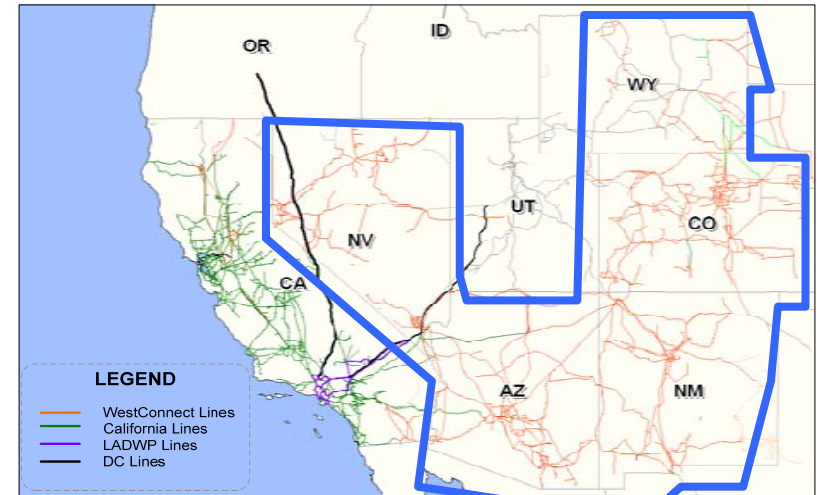 OR
ID
WY
UT
CO
NV
CA
AZ
NM
LEGEND
WestConnect Lines
California Lines
LADWP Lines
DC Lines